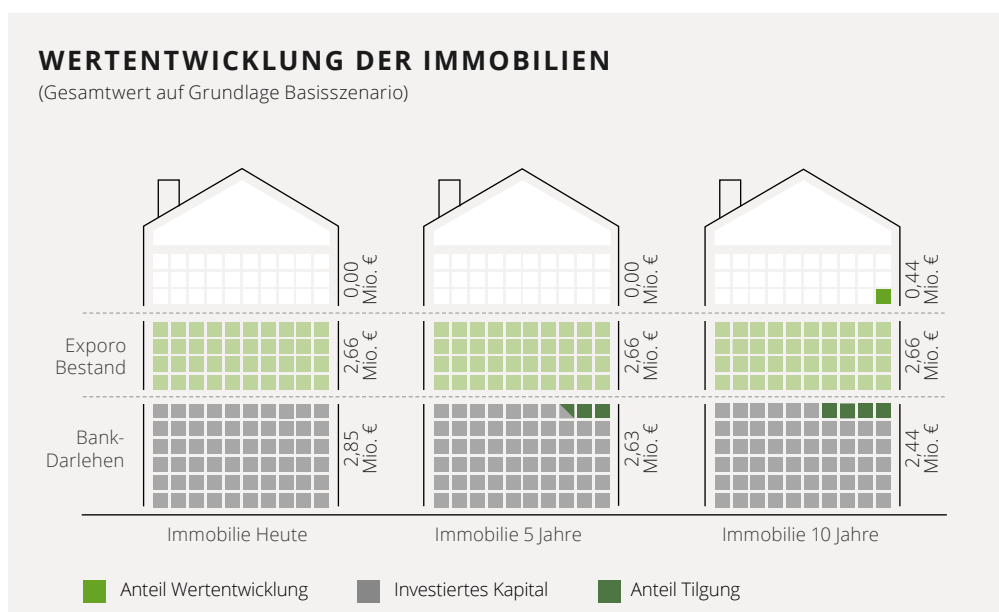 WERTENTWICKLUNG DER IMMOBILIEN
(Gesamtwert auf Grundlage Basisszenario)
0,00
Mio. €
0,00
Mio. €
0,44
Mio. €
Exporo
Bestand
2,66
Mio. €
2,66
Mio. €
2,66
Mio. €
Bank-
Darlehen
2,85
Mio. €
2,63
Mio. €
2,44
Mio. €
Immobilie Heute
Immobilie 5 Jahre
Immobilie 10 Jahre
Anteil Wertentwicklung
Investiertes Kapital
Anteil Tilgung